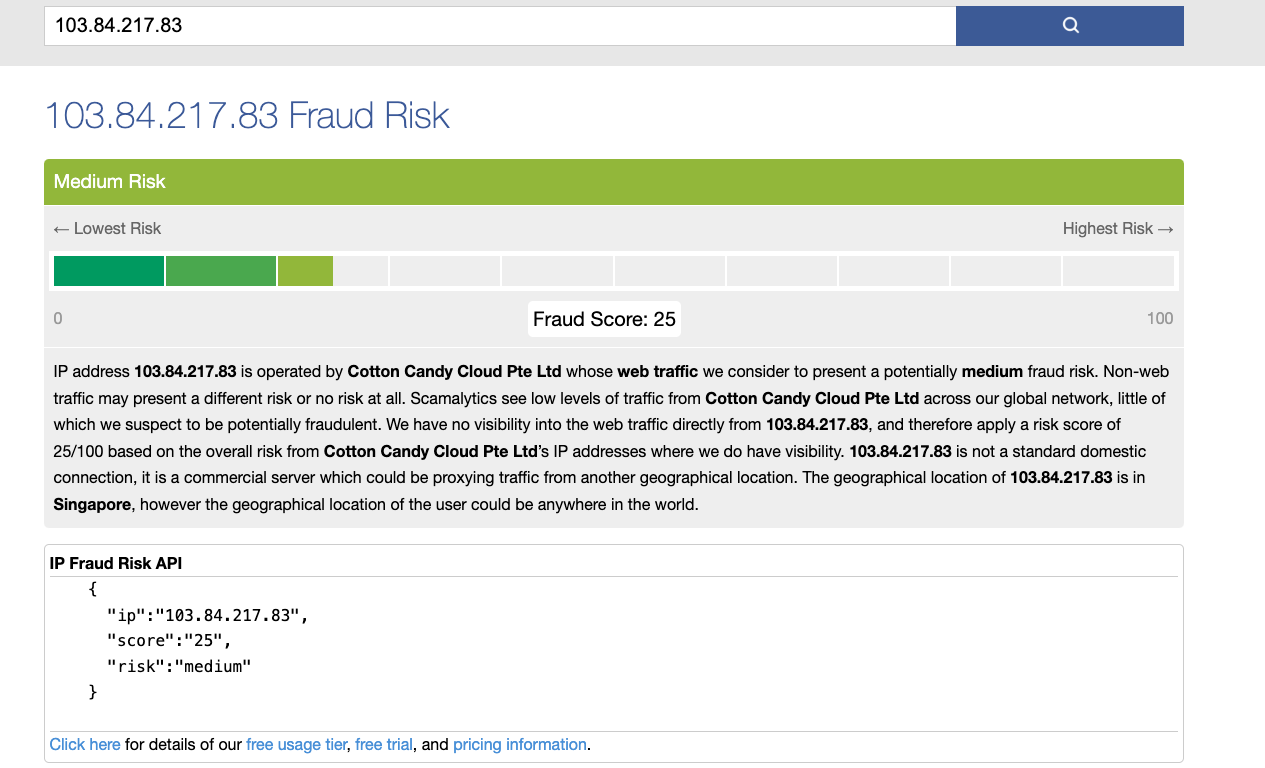 103.84.217.83
103.84.217.83 Fraud Risk
Medium Risk
← Lowest Risk
Highest Risk →
0
Fraud Score: 25
100
IP address 103.84.217.83 is operated by Cotton Candy Cloud Pte Ltd whose web traffic we consider to present a potentially medium fraud risk. Non-web
traffic may present a different risk or no risk at all. Scamalytics see low levels of traffic from Cotton Candy Cloud Pte Ltd across our global network, little of
which we suspect to be potentially fraudulent. We have no visibility into the web traffic directly from 103.84.217.83, and therefore apply a risk score of
25/100 based on the overall risk from Cotton Candy Cloud Pte Ltd's IP addresses where we do have visibility. 103.84.217.83 is not a standard domestic
connection, it is a commercial server which could be proxying traffic from another geographical location. The geographical location of 103.84.217.83 is in
Singapore, however the geographical location of the user could be anywhere in the world.
IP Fraud Risk API
{
"ip":"103.84.217.83",
"score":"25",
"risk":"medium"
}
Click here for details of our free usage tier, free trial, and pricing information.